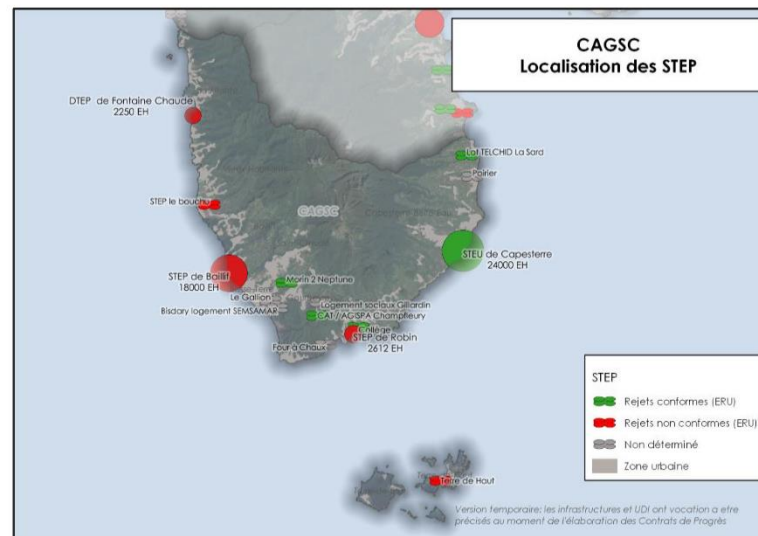 CAGSC
Localisation des STEP
DTEP de Fontaine Chaude
2250 EH
Lot TELCHID La Sard
Poirier
STEP le bouchu
CAGSC
STEU de Capesterre
24000 EH
STEP de Baillif
18000 EH
Morin 2 Neptune
Le Gallion
Logement sociaux Gillardin
Bisdary logement SEMSAMAR
CAT / AGISPA Champfleury
Collège
STEP de Robin
2612 EH
Four à Chaux
STEP
Rejets conformes (ERU)
Rejets non conformes (ERU)
Non déterminé
Zone urbaine
Terre de Haut
Version temporaire: les infrastructures et UDI ont vocation a etre
précisés au moment de l'élaboration des Contrats de Progrès